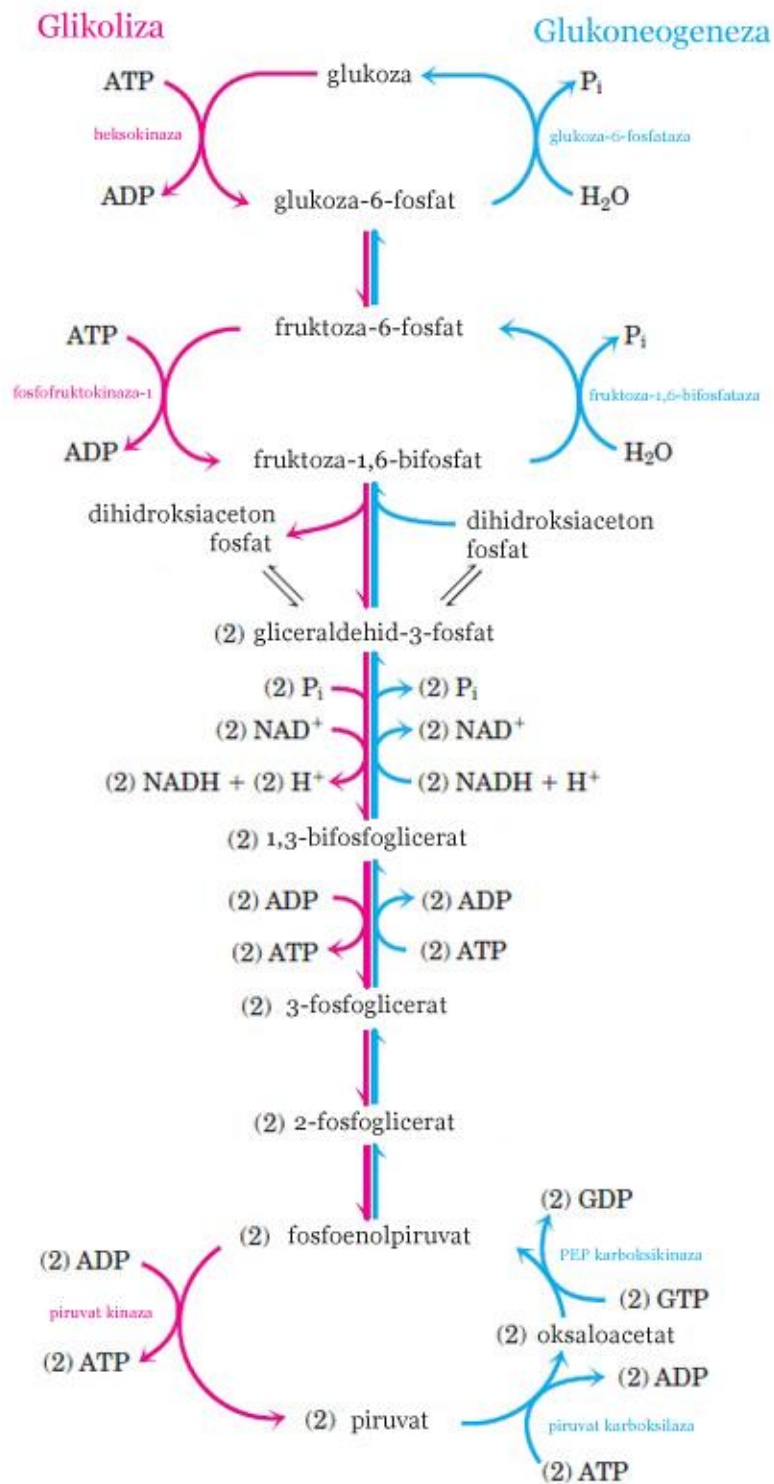 Glikoliza
Glukoneogeneza
ATP
glukoza
Pi
heksokinaza
glukoza-6-fosfataza
ADP
glukoza-6-fosfat
H₂O
ATP
fruktoza-6-fosfat
Pi
fosfofruktokinaza-1
fruktoza-1,6-bifosfataza
ADP
fruktoza-1,6-bifosfat
H₂O
dihidroksiaceton
fosfat
dihidroksiaceton
fosfat
(2) gliceraldehid-3-fosfat
(2) Pi
(2) Pi
(2) NAD⁺
(2) NAD⁺
(2) NADH + (2) H⁺
(2) NADH + H⁺
(2) 1,3-bifosfoglicerat
(2) ADP
(2) ADP
(2) ATP
(2) ATP
(2) 3-fosfoglicerat
(2) 2-fosfoglicerat
(2) GDP
(2) fosfoenolpiruvat
(2) ADP
PEP karboksikinaza
piruvat kinaza
(2) GTP
(2) oksaloacetat
(2) ATP
(2) ADP
(2) piruvat
piruvat karboksilaza
(2) ATP